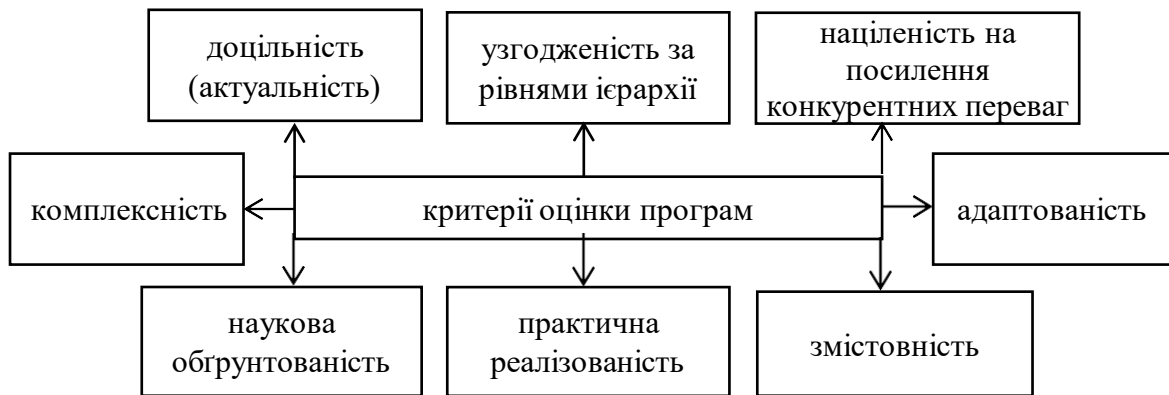 доцільність
(актуальність)
узгодженість за
рівнями ієрархії
націленість на
посилення
конкурентних переваг
комплексність
критерії оцінки програм
адаптованість
наукова
обґрунтованість
практична
реалізованість
змістовність